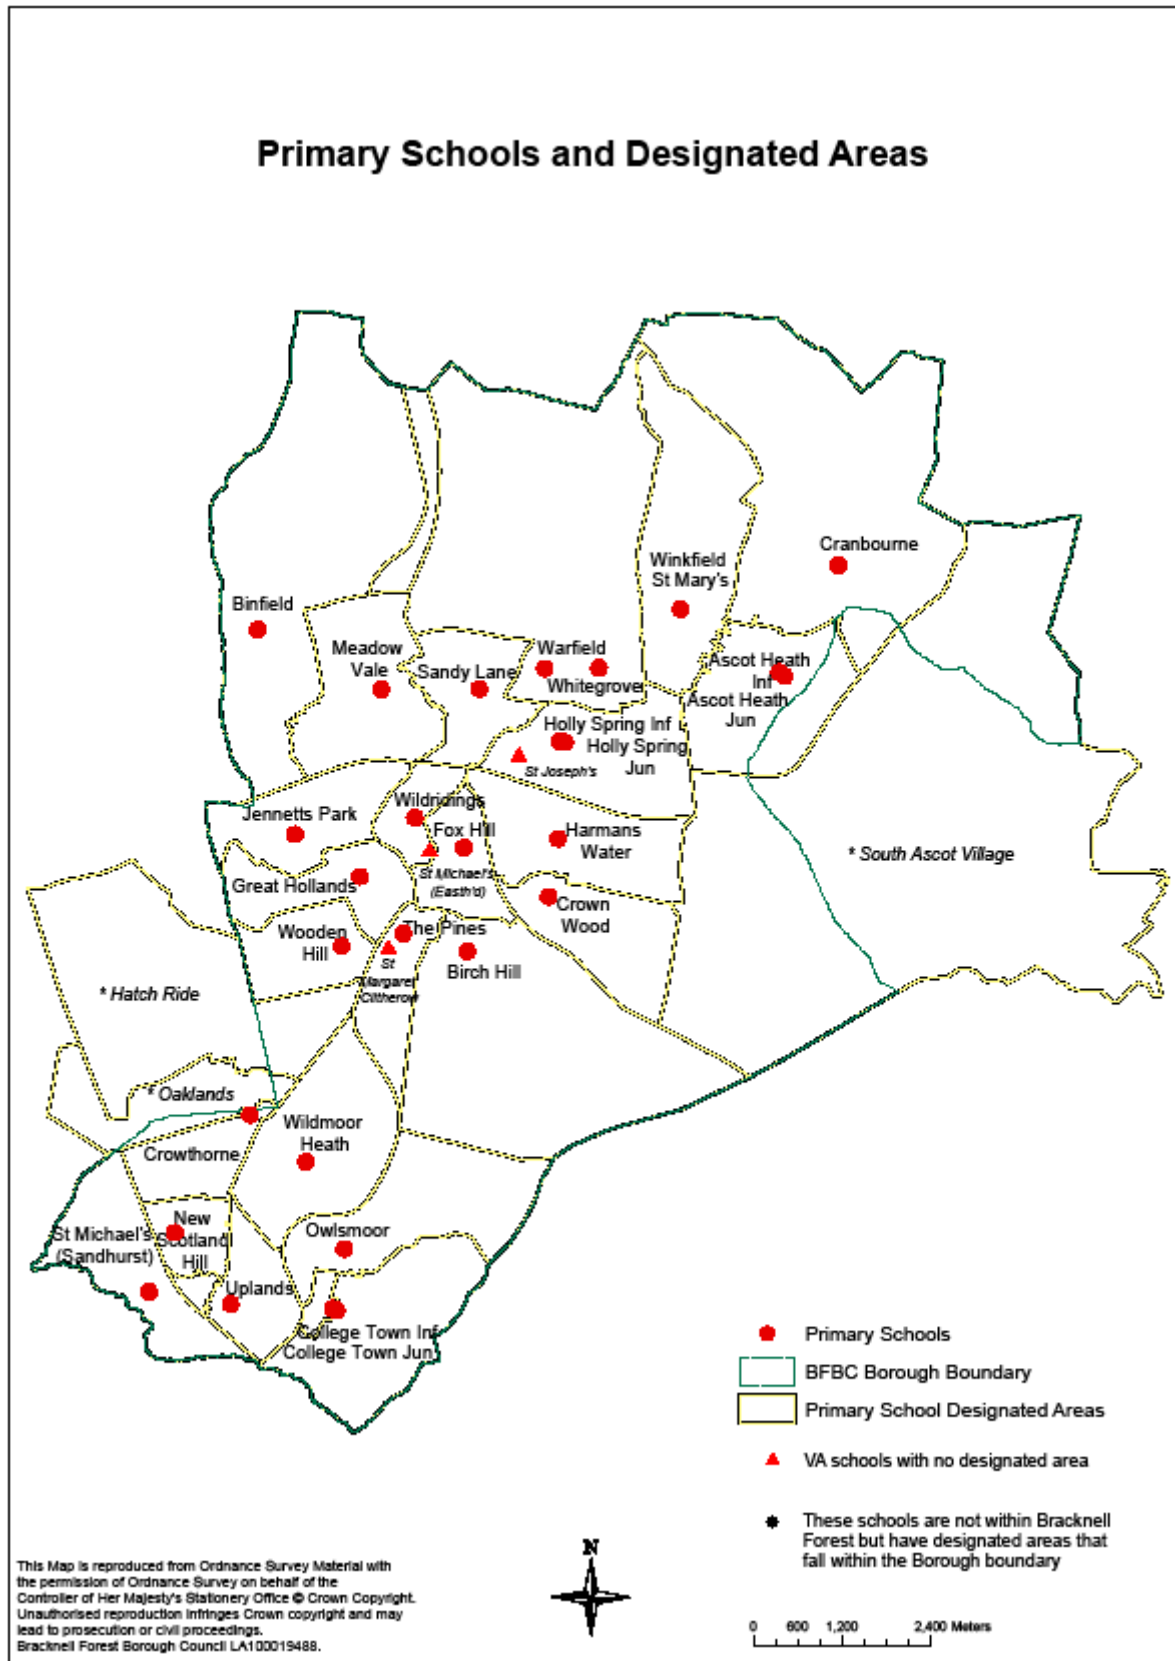 Primary Schools and Designated Areas
Cranbourne
Winkfield
St Mary's
Binfield
Meadow
Vale
Sandy Lane
Warfield
Whitegrove
Ascot Heath
Inf
Ascot Heath
Jun
Holly Spring Inf
Holly Spring
Jun
St Joseph's
Wildridings
Jennetts Park
Fox Hill
Harmans
Water
* South Ascot Village
St Michael's
(Easth'd)
Great Hollands
Crown
Wood
Wooden
Hill
The Pines
St
Margaret
Clitherow
Birch Hill
* Hatch Ride
* Oaklands
Wildmoor
Heath
Crowthorne
New
Scotland
Hill
St Michael's
(Sandhurst)
Owlsmoor
Uplands
College Town Inf
College Town Jun
Primary Schools
BFBC Borough Boundary
Primary School Designated Areas
VA schools with no designated area
These schools are not within Bracknell
Forest but have designated areas that
fall within the Borough boundary
N
0 600 1,200 2,400 Meters
This Map is reproduced from Ordnance Survey Material with
the permission of Ordnance Survey on behalf of the
Controller of Her Majesty's Stationery Office © Crown Copyright.
Unauthorised reproduction infringes Crown copyright and may
lead to prosecution or civil proceedings.
Bracknell Forest Borough Council LA100019488.